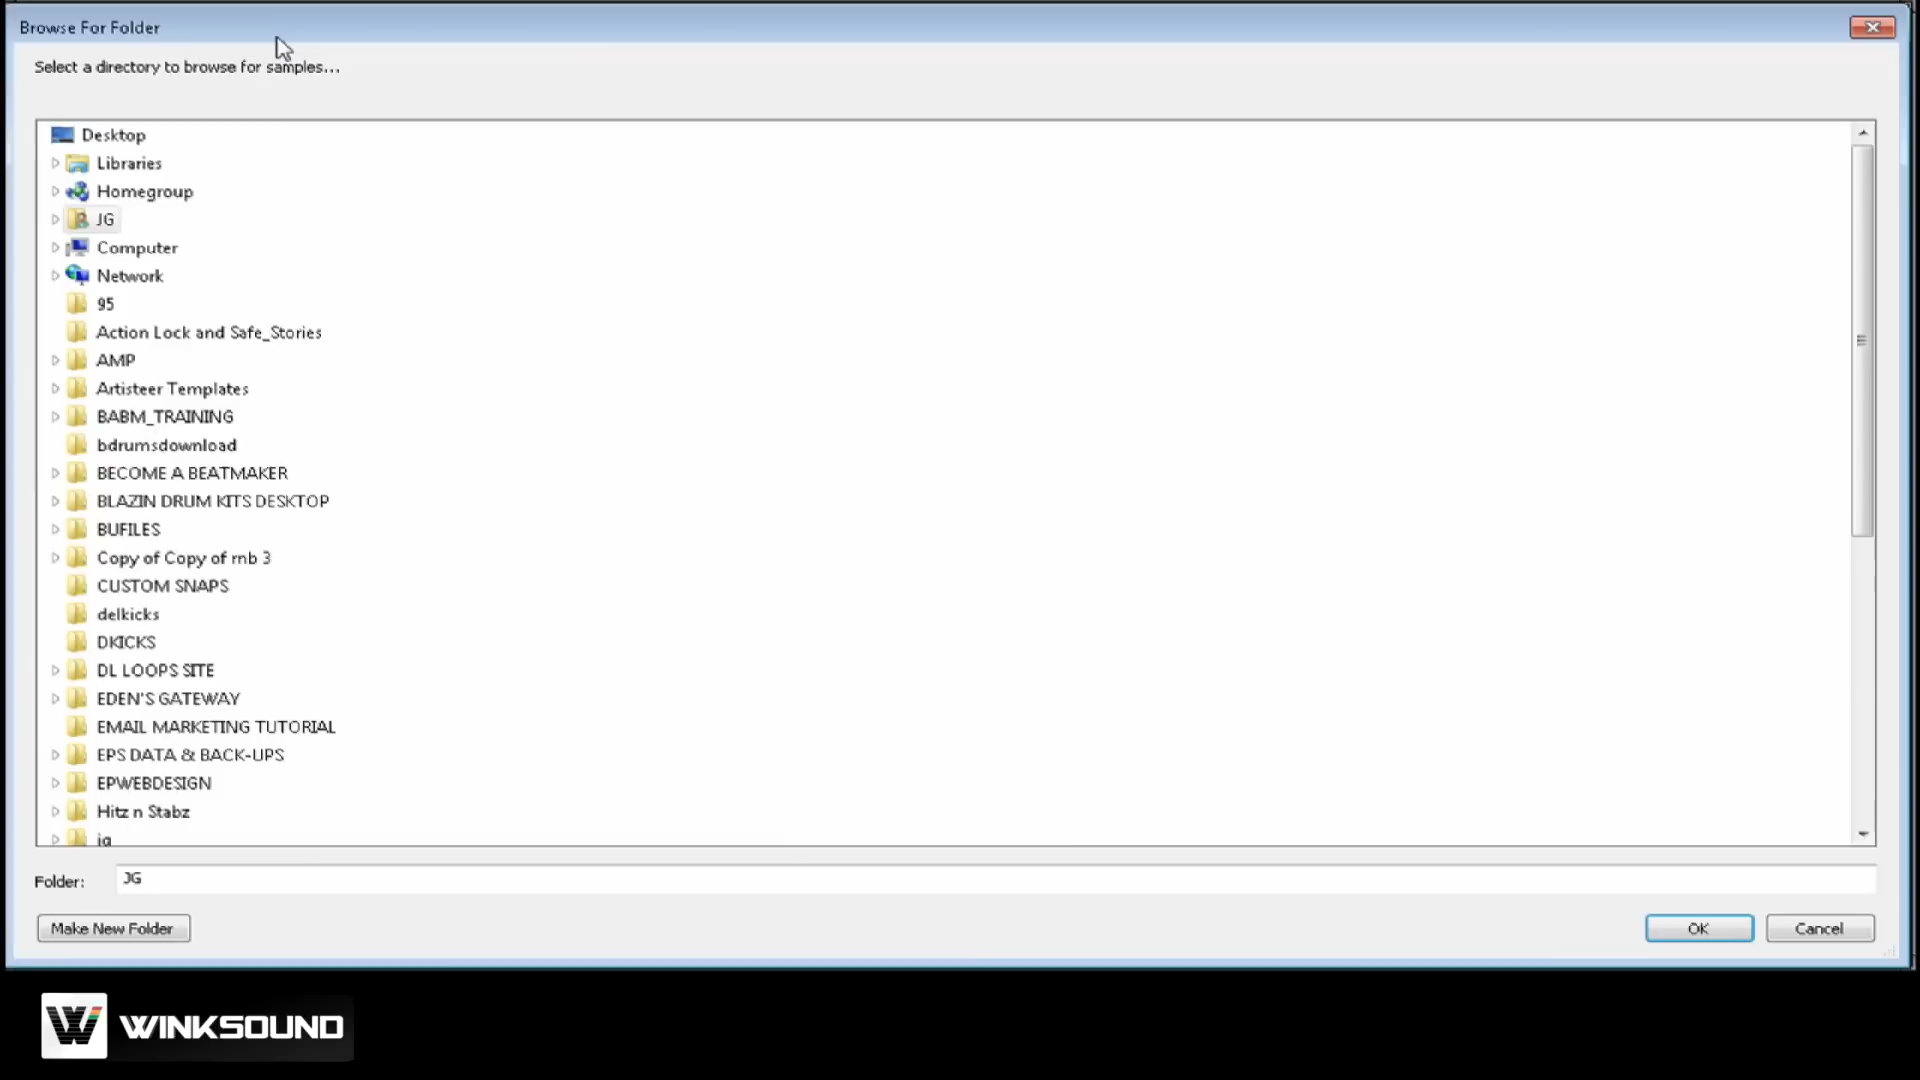 Browse For Folder
Select a directory to browse for samples...
Desktop
Libraries
Homegroup
JG
Computer
Network
95
Action Lock and Safe_Stories
AMP
Artisteer Templates
BABM_TRAINING
bdrumsdownload
BECOME A BEATMAKER
BLAZIN DRUM KITS DESKTOP
BUFILES
Copy of Copy of rnb 3
CUSTOM SNAPS
delkicks
DKICKS
DL LOOPS SITE
EDEN'S GATEWAY
EMAIL MARKETING TUTORIAL
EPS DATA & BACK-UPS
EPWEBDESIGN
Hitz n Stabz
jg
Folder: JG
Make New Folder OK Cancel
W WINKSOUND